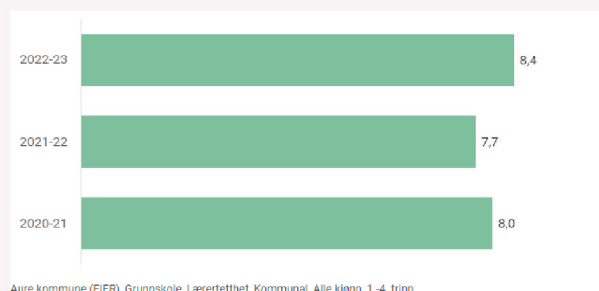 2022-23 8,4
2021-22 7,7
2020-21 8,0
Aure kommune (EIER), Grunnskole, Lærertetthet, Kommunal, Alle kjønn, 1.-4. trinn